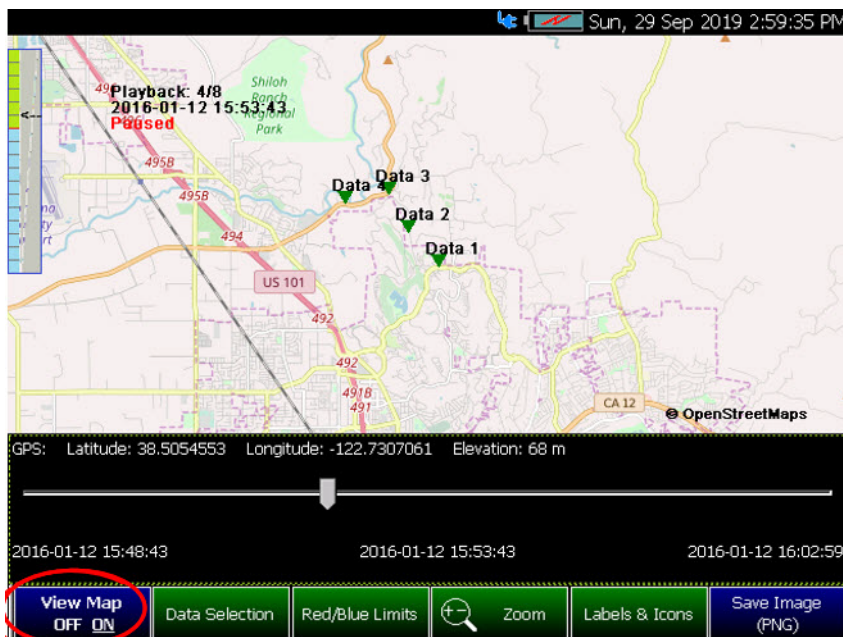 Sun, 29 Sep 2019 2:59:35 PM
Playback: 4/8
2016-01-12 15:53:43
Paused
Shiloh
Ranch
Regional
Park
495B
495B
494
US 101
492
492
491B
491
Data 4
Data 3
Data 2
Data 1
CA 12
© OpenStreetMaps
GPS: Latitude: 38.5054553 Longitude: -122.7307061 Elevation: 68 m
2016-01-12 15:48:43 2016-01-12 15:53:43 2016-01-12 16:02:59
View Map
OFF ON
Data Selection
Red/Blue Limits
Zoom
Labels & Icons
Save Image
(PNG)